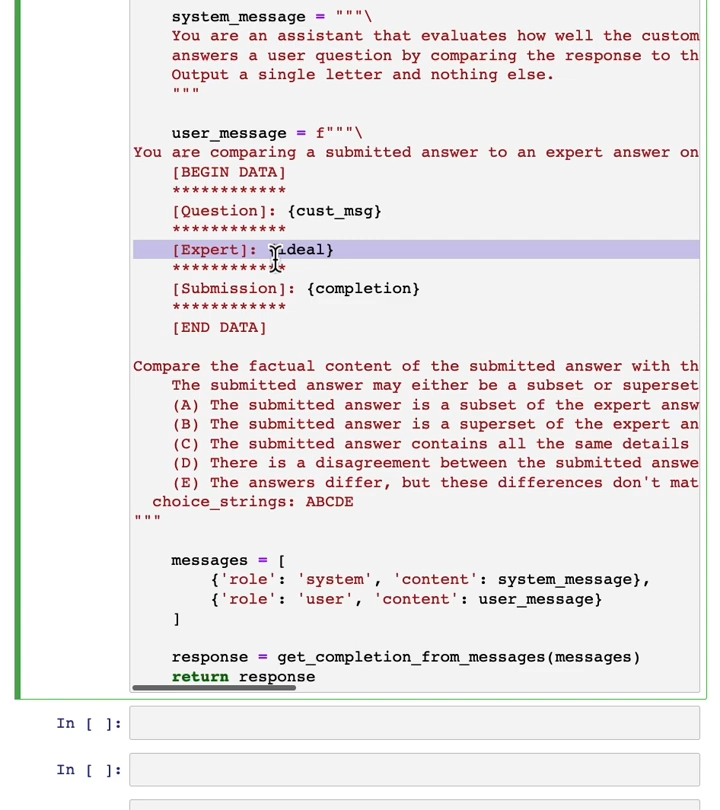 system_message = """\
You are an assistant that evaluates how well the custom
answers a user question by comparing the response to th
Output a single letter and nothing else.
"""
user_message = f"""\
You are comparing a submitted answer to an expert answer on
[BEGIN DATA]
************
[Question]: {cust_msg}
************
[Expert]: {ideal}
************
[Submission]: {completion}
************
[END DATA]
Compare the factual content of the submitted answer with th
The submitted answer may either be a subset or superset
(A) The submitted answer is a subset of the expert answ
(B) The submitted answer is a superset of the expert an
(C) The submitted answer contains all the same details
(D) There is a disagreement between the submitted answe
(E) The answers differ, but these differences don't mat
choice_strings: ABCDE
"""
messages = [
{'role': 'system', 'content': system_message},
{'role': 'user', 'content': user_message}
]
response = get_completion_from_messages(messages)
return response
In [ ]:
In [ ]: